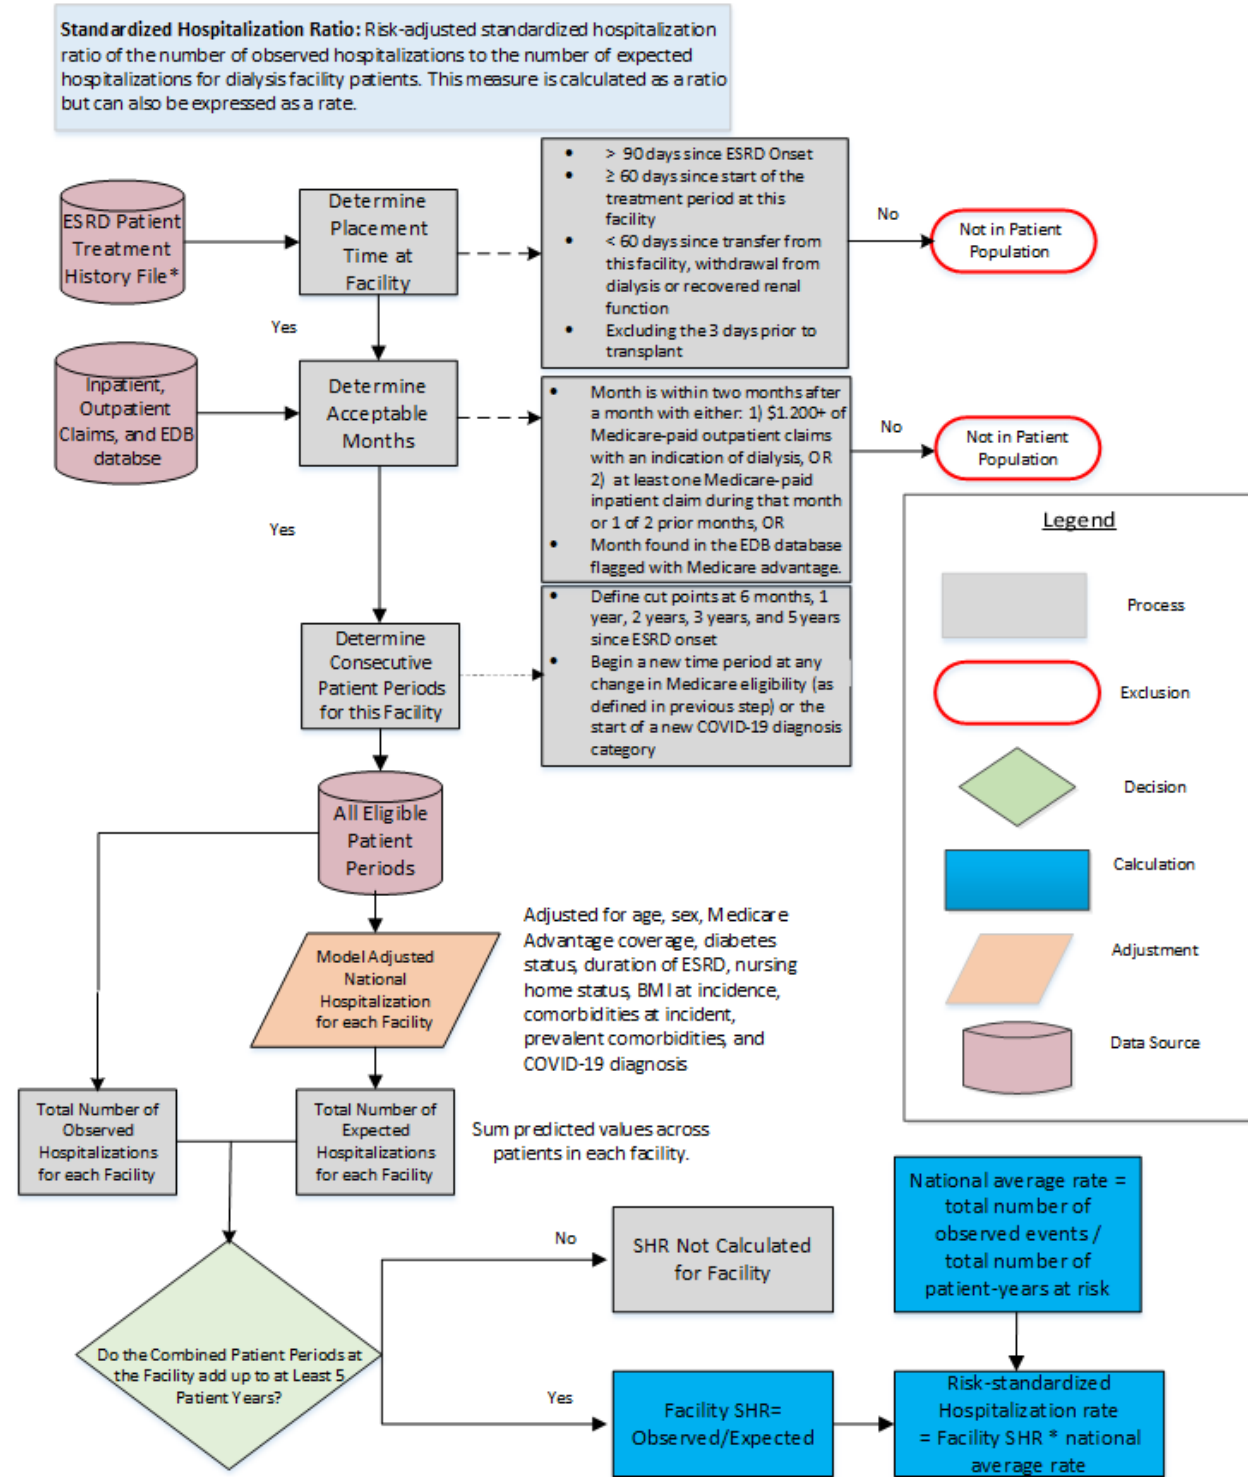 Standardized Hospitalization Ratio: Risk-adjusted standardized hospitalization
ratio of the number of observed hospitalizations to the number of expected
hospitalizations for dialysis facility patients. This measure is calculated as a ratio
but can also be expressed as a rate.
ESRD Patient
Treatment
History File*
Determine
Placement
Time at
Facility
• > 90 days since ESRD Onset
• ≥ 60 days since start of the
treatment period at this
facility
• < 60 days since transfer from
this facility, withdrawal from
dialysis or recovered renal
function
• Excluding the 3 days prior to
transplant
No
Not in Patient
Population
Yes
Inpatient,
Outpatient
Claims, and EDB
databse
Determine
Acceptable
Months
• Month is within two months after
a month with either: 1) $1.200+ of
Medicare-paid outpatient claims
with an indication of dialysis, OR
2) at least one Medicare-paid
inpatient claim during that month
or 1 of 2 prior months, OR
• Month found in the EDB database
flagged with Medicare advantage.
No
Not in Patient
Population
Yes
Determine
Consecutive
Patient Periods
for this Facility
• Define cut points at 6 months, 1
year, 2 years, 3 years, and 5 years
since ESRD onset
• Begin a new time period at any
change in Medicare eligibility (as
defined in previous step) or the
start of a new COVID-19 diagnosis
category
Legend
Process
Exclusion
Decision
Calculation
Adjustment
Data Source
All Eligible
Patient
Periods
Model Adjusted
National
Hospitalization
for each Facility
Adjusted for age, sex, Medicare
Advantage coverage, diabetes
status, duration of ESRD, nursing
home status, BMI at incidence,
comorbidities at incident,
prevalent comorbidities, and
COVID-19 diagnosis
Total Number of
Observed
Hospitalizations
for each Facility
Total Number of
Expected
Hospitalizations
for each Facility
Sum predicted values across
patients in each facility.
Do the Combined Patient Periods at
the Facility add up to at Least 5
Patient Years?
No
SHR Not Calculated
for Facility
Yes
Facility SHR=
Observed/Expected
National average rate =
total number of
observed events /
total number of
patient-years at risk
Risk-standardized
Hospitalization rate
= Facility SHR * national
average rate